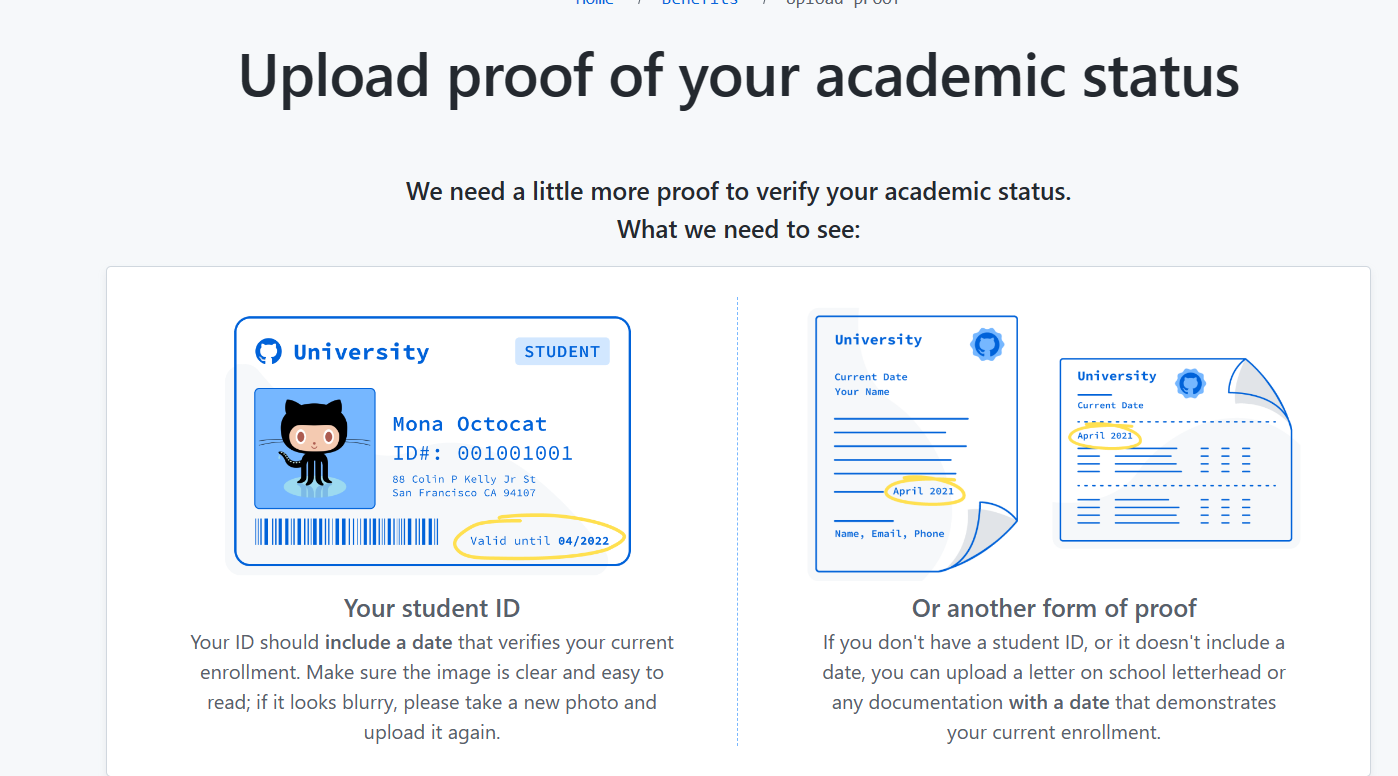 Home / Benefits / Upload proof
Upload proof of your academic status
We need a little more proof to verify your academic status.
What we need to see:
University
STUDENT
Mona Octocat
ID#: 001001001
88 Colin P Kelly Jr St
San Francisco CA 94107
Valid until 04/2022
Your student ID
Your ID should include a date that verifies your current
enrollment. Make sure the image is clear and easy to
read; if it looks blurry, please take a new photo and
upload it again.
University
Current Date
Your Name
April 2021
Name, Email, Phone
University
Current Date
April 2021
Or another form of proof
If you don't have a student ID, or it doesn't include a
date, you can upload a letter on school letterhead or
any documentation with a date that demonstrates
your current enrollment.